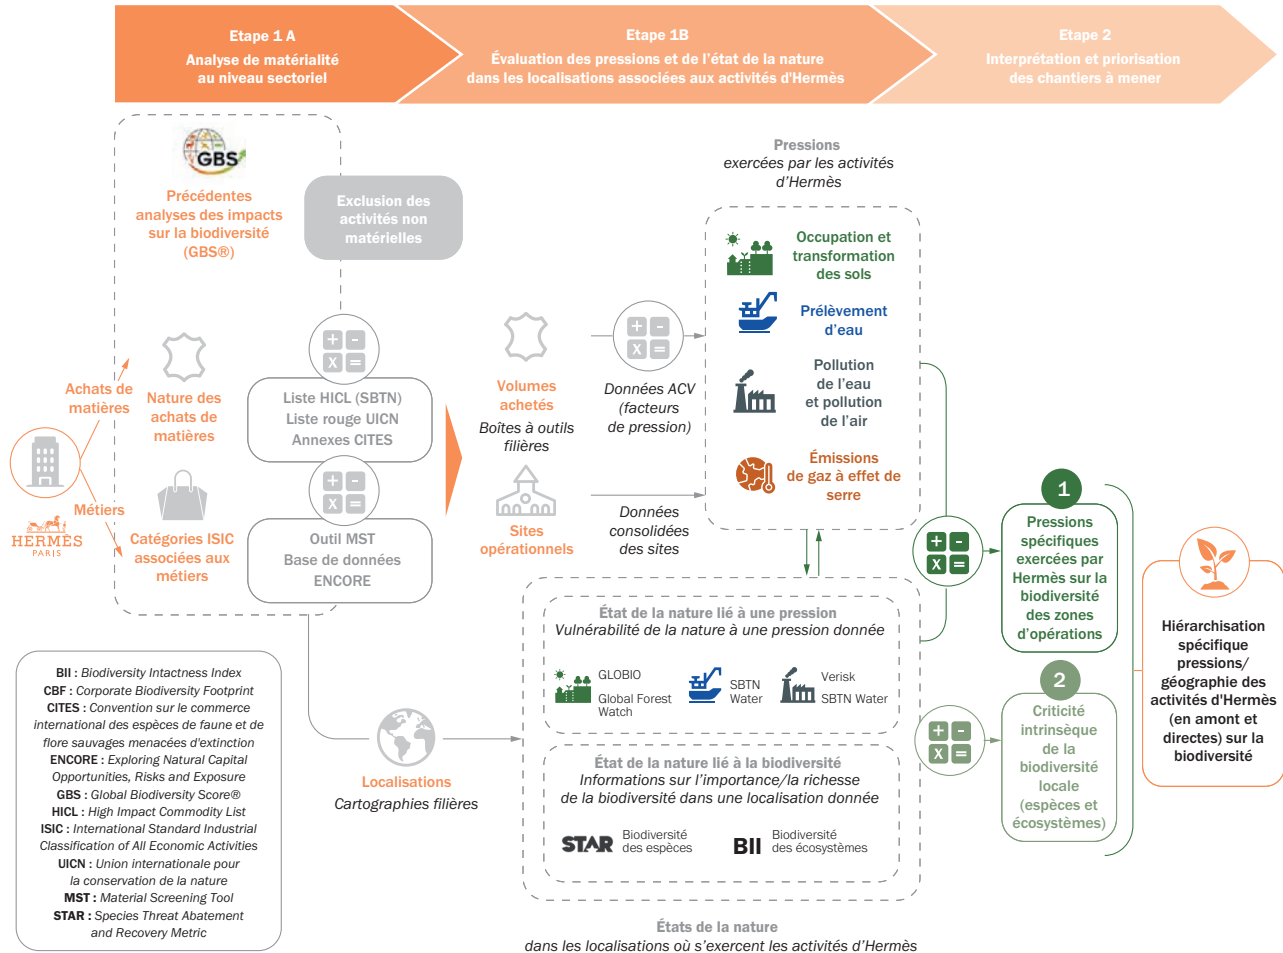 Etape 1 A
Analyse de matérialité
au niveau sectoriel
Etape 1B
Évaluation des pressions et de l'état de la nature
dans les localisations associées aux activités d'Hermès
Etape 2
Interprétation et priorisation
des chantiers à mener
GBS
Précédentes
analyses des impacts
sur la biodiversité
(GBS®)
Exclusion des
activités non
matérielles
Achats de
matières
Métiers
HERMÈS
PARIS
Nature des
achats de
matières
Catégories ISIC
associées aux
métiers
+ -
x =
Liste HICL (SBTN)
Liste rouge UICN
Annexes CITES
+ -
x =
Outil MST
Base de données
ENCORE
Volumes
achetés
Boîtes à outils
filières
Sites
opérationnels
+ -
x =
Données ACV
(facteurs
de pression)
Données
consolidées
des sites
Pressions
exercées par les activités
d'Hermès
Occupation et
transformation
des sols
Prélèvement
d'eau
Pollution
de l'eau
et pollution
de l'air
Émissions
de gaz à effet de
serre
Localisations
Cartographies filières
État de la nature lié à une pression
Vulnérabilité de la nature à une pression donnée
GLOBIO
Global Forest
Watch
SBTN
Water
Verisk
SBTN Water
État de la nature lié à la biodiversité
Informations sur l'importance/la richesse
de la biodiversité dans une localisation donnée
STAR
Biodiversité
des espèces
BII
Biodiversité
des écosystèmes
États de la nature
dans les localisations où s'exercent les activités d'Hermès
+ -
x =
1
Pressions
spécifiques
exercées par
Hermès sur la
biodiversité
des zones
d'opérations
+ -
x =
2
Criticité
intrinsèque
de la
biodiversité
locale
(espèces et
écosystèmes)
Hiérarchisation
spécifique
pressions/
géographie des
activités d'Hermès
(en amont et
directes) sur la
biodiversité
BII : Biodiversity Intactness Index
CBF : Corporate Biodiversity Footprint
CITES : Convention sur le commerce
international des espèces de faune et de
flore sauvages menacées d'extinction
ENCORE : Exploring Natural Capital
Opportunities, Risks and Exposure
GBS : Global Biodiversity Score®
HICL : High Impact Commodity List
ISIC : International Standard Industrial
Classification of All Economic Activities
UICN : Union internationale pour
la conservation de la nature
MST : Material Screening Tool
STAR : Species Threat Abatement
and Recovery Metric